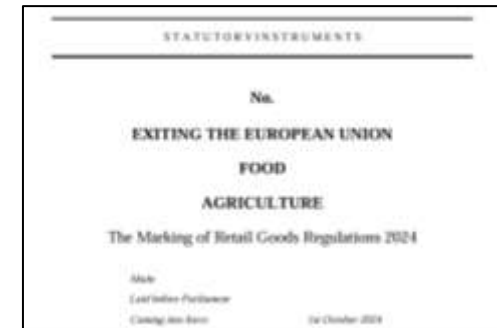 STATUTORY INSTRUMENTS
No.
EXITING THE EUROPEAN UNION
FOOD
AGRICULTURE
The Marking of Retail Goods Regulations 2024
Made
Laid before Parliament
Coming into force 1st October 2024